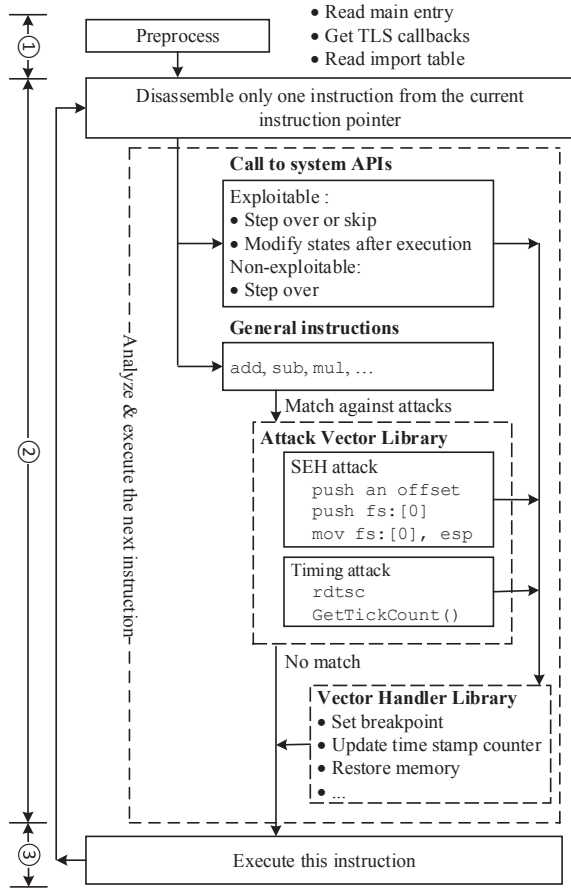 ①
Preprocess
• Read main entry
• Get TLS callbacks
• Read import table
②
Disassemble only one instruction from the current
instruction pointer
Analyze & execute the next instruction
Call to system APIs
Exploitable :
• Step over or skip
• Modify states after execution
Non-exploitable:
• Step over
General instructions
add, sub, mul, ...
Match against attacks
Attack Vector Library
SEH attack
push an offset
push fs:[0]
mov fs:[0], esp
Timing attack
rdtsc
GetTickCount()
No match
Vector Handler Library
• Set breakpoint
• Update time stamp counter
• Restore memory
• ...
③
Execute this instruction